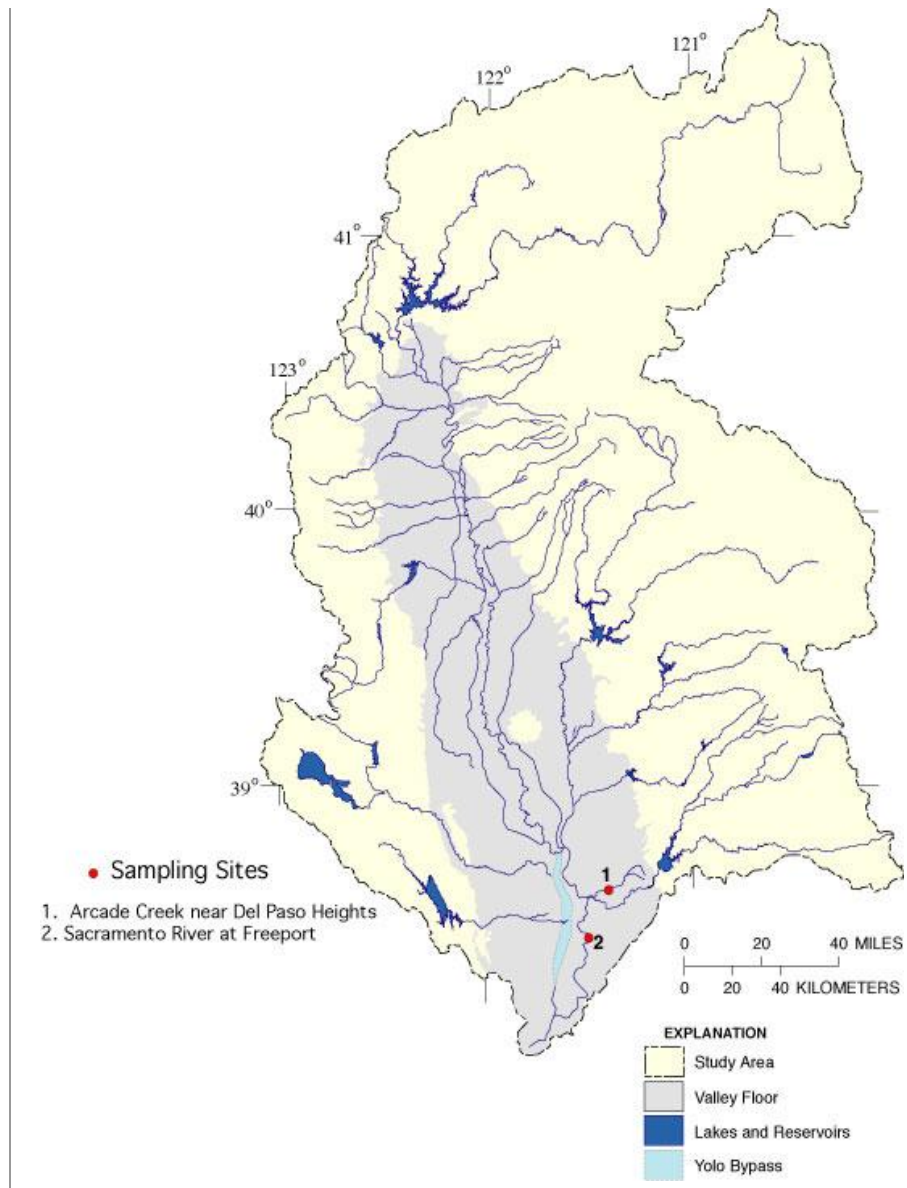 121°
122°
41°
123°
40°
39°
Sampling Sites
1. Arcade Creek near Del Paso Heights
2. Sacramento River at Freeport
1
2
0 20 40 MILES
0 20 40 KILOMETERS
EXPLANATION
Study Area
Valley Floor
Lakes and Reservoirs
Yolo Bypass